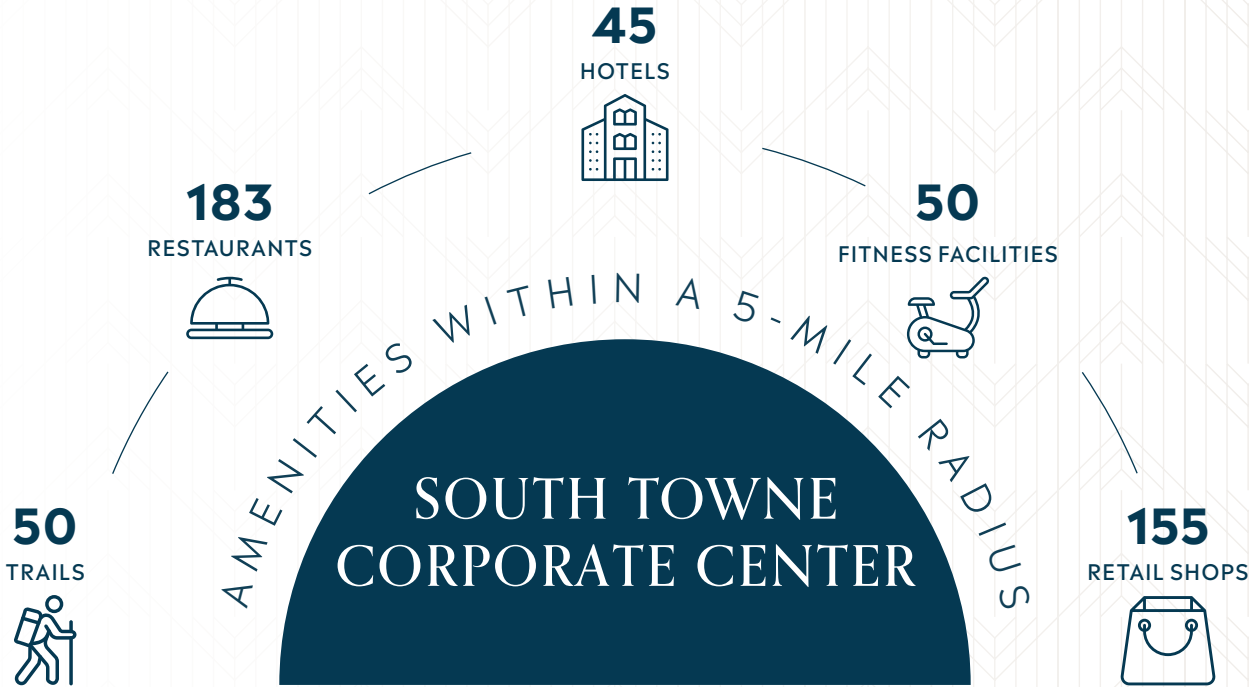 45
HOTELS
183
RESTAURANTS
50
FITNESS FACILITIES
AMENITIES WITHIN A 5-MILE RADIUS
SOUTH TOWNE
CORPORATE CENTER
50
TRAILS
155
RETAIL SHOPS